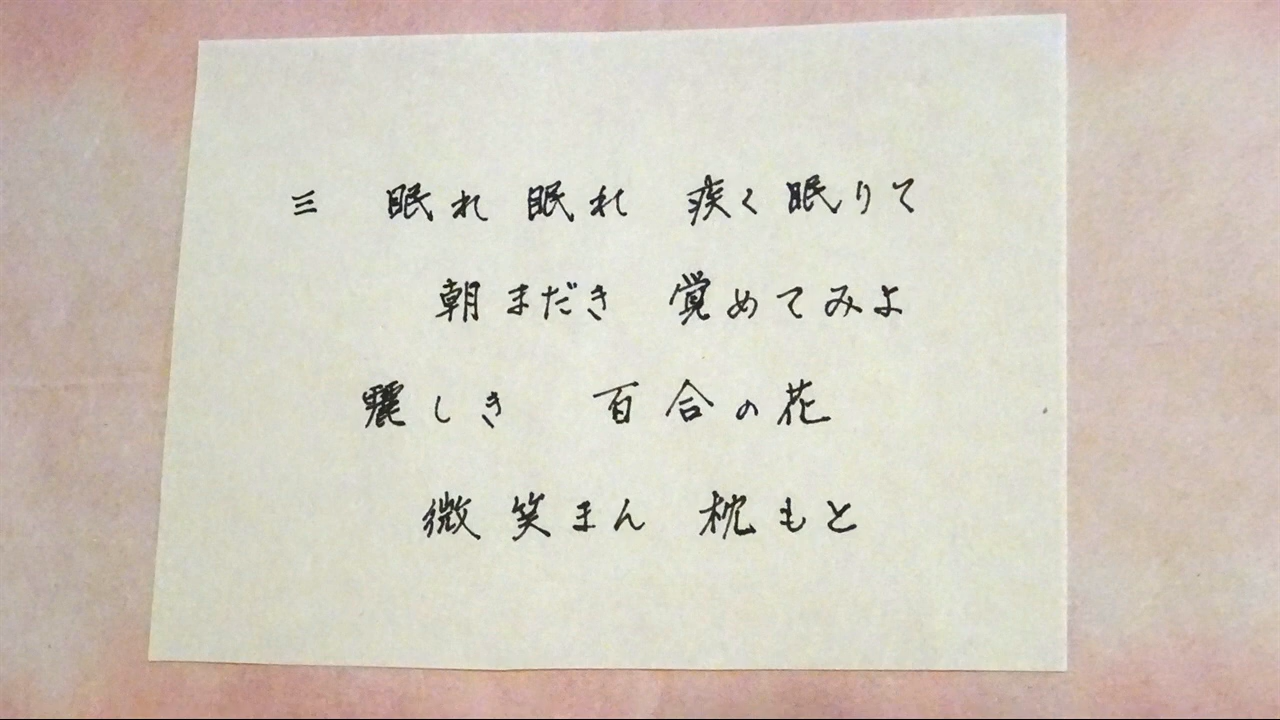 三 眠れ 眠れ 疾く眠りて
朝まだき 覚めてみよ
麗しき 百合の花
微笑まん 枕もと